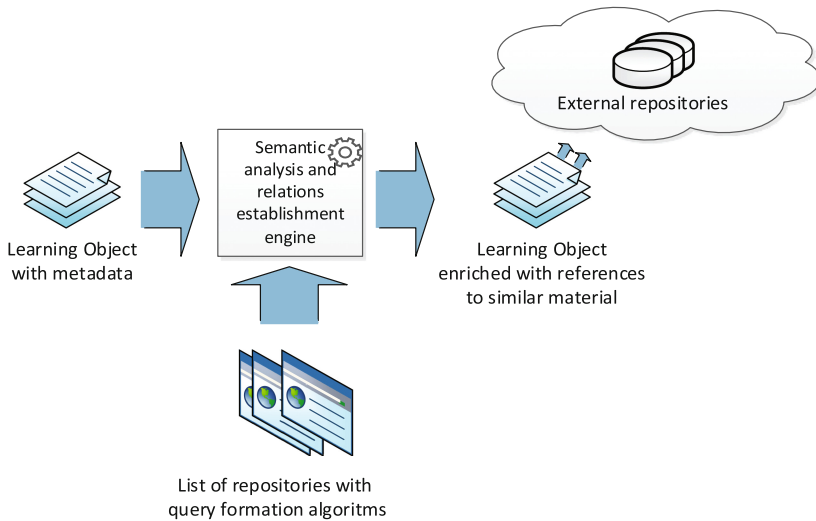 External repositories
Semantic
analysis and
relations
establishment
engine
Learning Object
with metadata
Learning Object
enriched with references
to similar material
List of repositories with
query formation algoritms